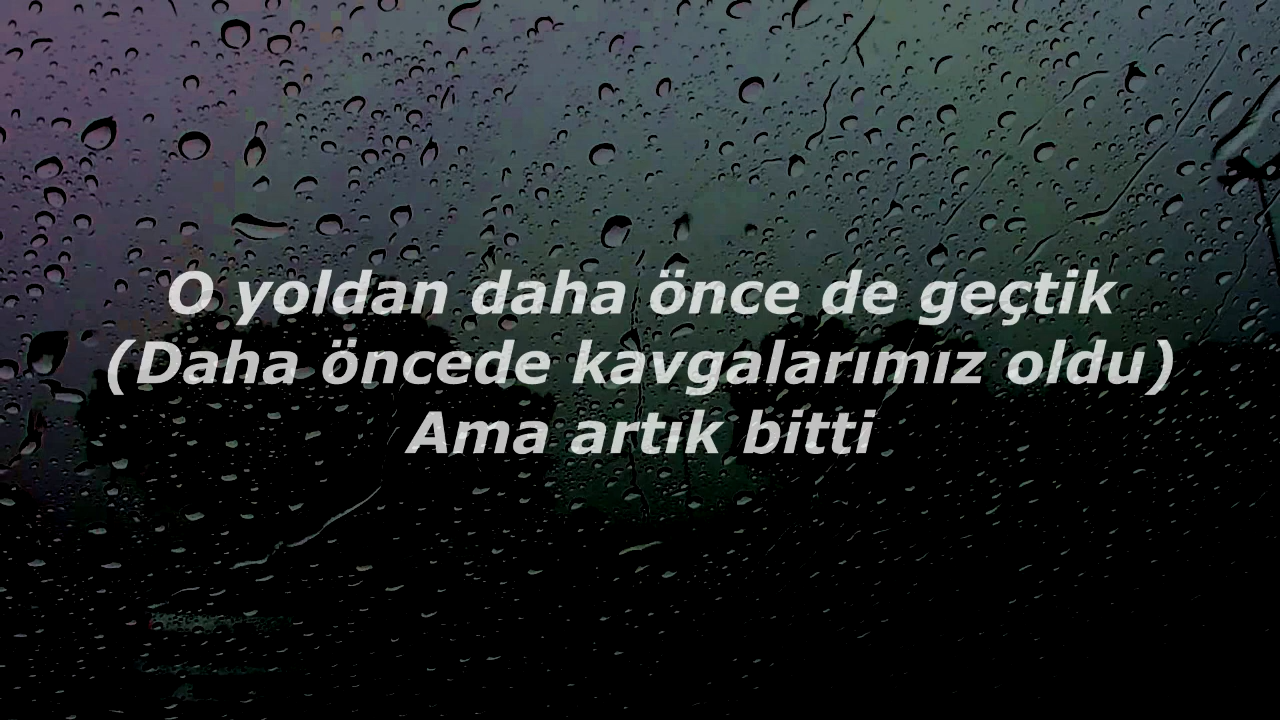 O yoldan daha önce de geçtik
(Daha öncede kavgalarımız oldu)
Ama artık bitti